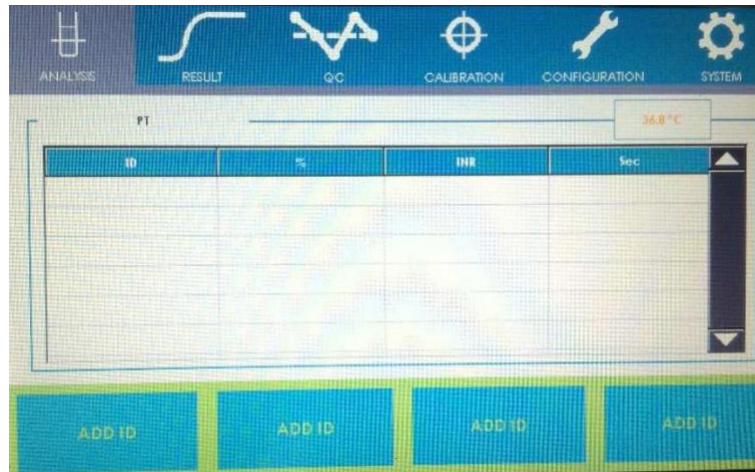 ANALYSIS RESULT QC CALIBRATION CONFIGURATION SYSTEM
PT 36.8 °C
ID % INR Sec
ADD ID ADD ID ADD ID ADD ID